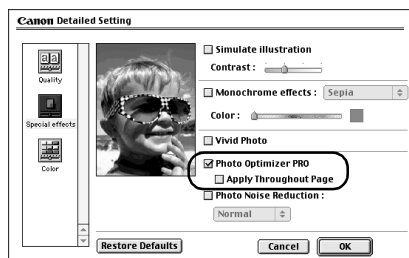 Canon Detailed Setting
Quality
Special effects
Color
Simulate illustration
Contrast :
Monochrome effects : Sepia
Color :
Vivid Photo
Photo Optimizer PRO
Apply Throughout Page
Photo Noise Reduction :
Normal
Restore Defaults Cancel OK